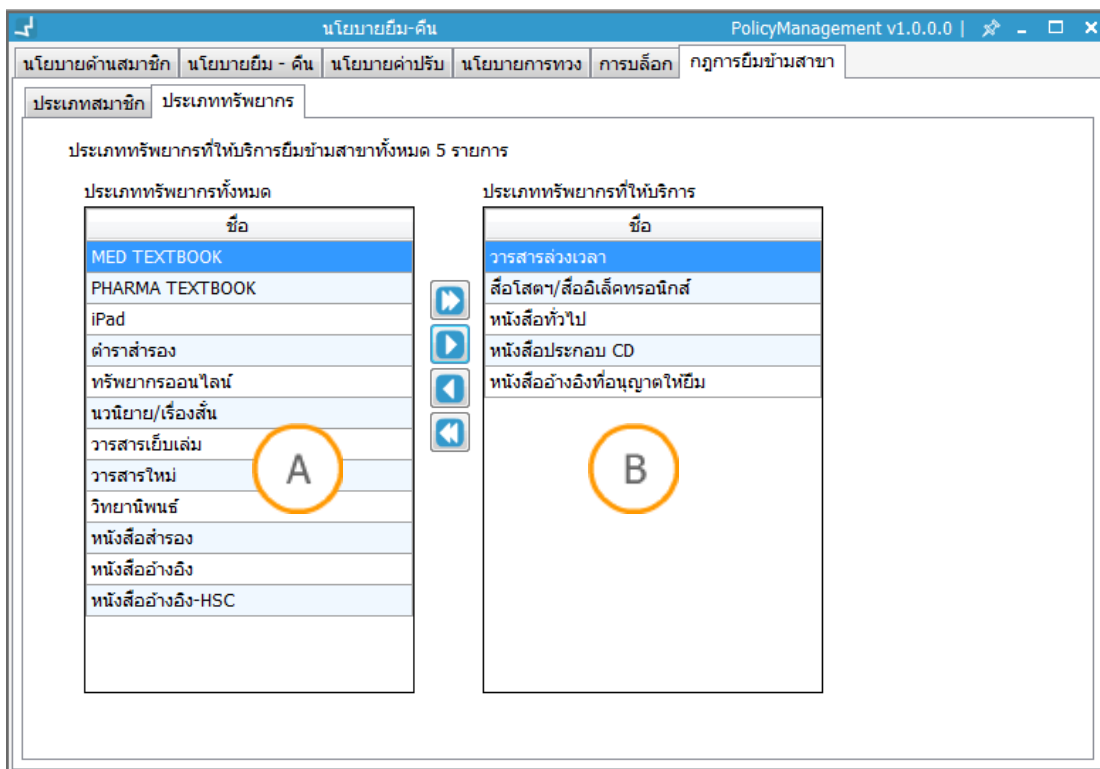 นโยบายยืม-คืน PolicyManagement v1.0.0.0 |
นโยบายด้านสมาชิก นโยบายยืม - คืน นโยบายค่าปรับ นโยบายการทวง การบล็อก กฎการยืมข้ามสาขา
ประเภทสมาชิก ประเภททรัพยากร
ประเภททรัพยากรที่ให้บริการยืมข้ามสาขาทั้งหมด 5 รายการ
ประเภททรัพยากรทั้งหมด
ชื่อ
MED TEXTBOOK
PHARMA TEXTBOOK
iPad
ตำราสำรอง
ทรัพยากรออนไลน์
นวนิยาย/เรื่องสั้น
วารสารเย็บเล่ม
วารสารใหม่
วิทยานิพนธ์
หนังสือสำรอง
หนังสืออ้างอิง
หนังสืออ้างอิง-HSC
A
ประเภททรัพยากรที่ให้บริการ
ชื่อ
วารสารล่วงเวลา
สื่อโสตฯ/สื่ออิเล็คทรอนิกส์
หนังสือทั่วไป
หนังสือประกอบ CD
หนังสืออ้างอิงที่อนุญาตให้ยืม
B